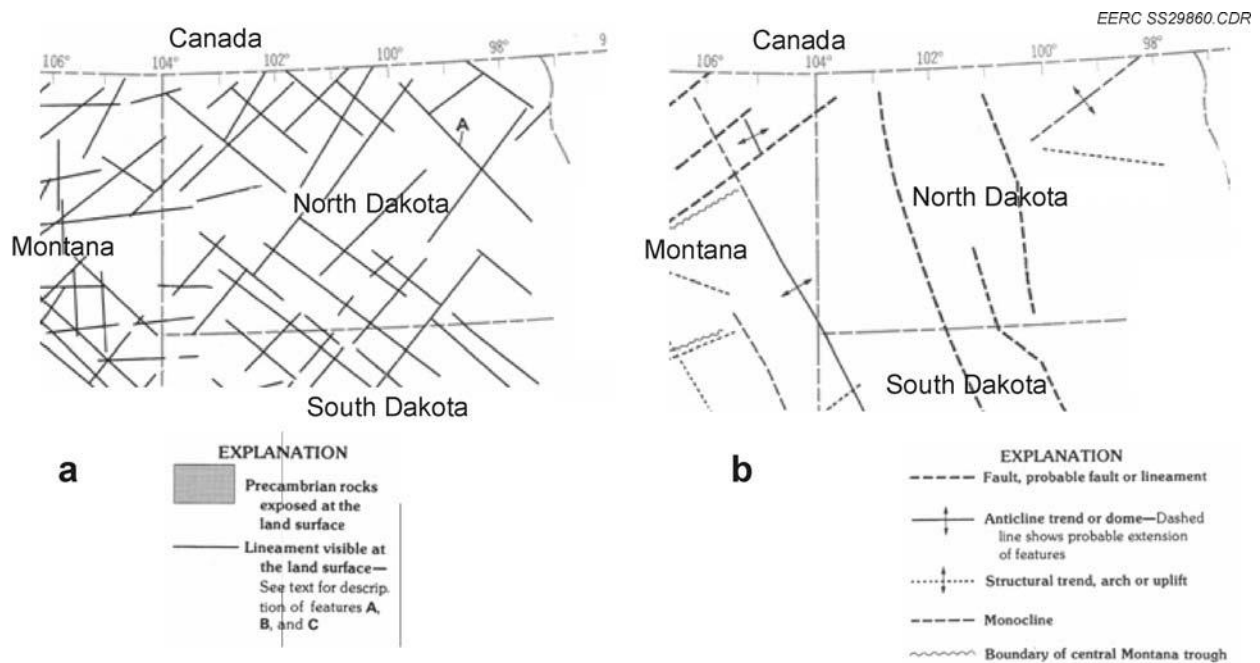 EERC SS29860.CDR
Canada
106° 104° 102° 100° 98° 9
A
North Dakota
Montana
South Dakota
EXPLANATION
Precambrian rocks
exposed at the
land surface
Lineament visible at
the land surface—
See text for descrip-
tion of features A,
B, and C
a
Canada
106° 104° 102° 100° 98°
North Dakota
Montana
South Dakota
b
EXPLANATION
Fault, probable fault or lineament
Anticline trend or dome—Dashed
line shows probable extension
of features
Structural trend, arch or uplift
Monocline
Boundary of central Montana trough